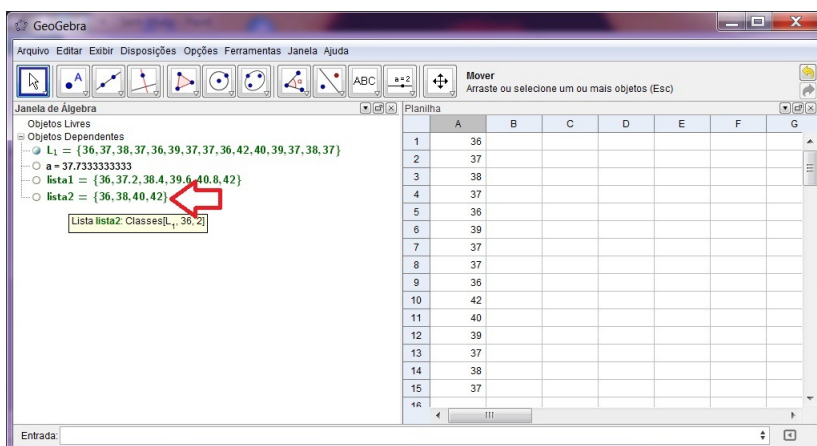 GeoGebra
Arquivo Editar Exibir Disposições Opções Ferramentas Janela Ajuda
A
ABC
a=2
Mover
Arraste ou selecione um ou mais objetos (Esc)
Janela de Álgebra
Objetos Livres
Objetos Dependentes
L1 = {36,37,38,37,36,39,37,37,36,42,40,39,37,38,37}
a = 37.7333333333
lista1 = {36,37.2,38.4,39.6,40.8,42}
lista2 = {36,38,40,42}
Lista lista2: Classes[L1, 36, 2]
Planilha
A B C D E F G
1 36
2 37
3 38
4 37
5 36
6 39
7 37
8 37
9 36
10 42
11 40
12 39
13 37
14 38
15 37
16
Entrada: